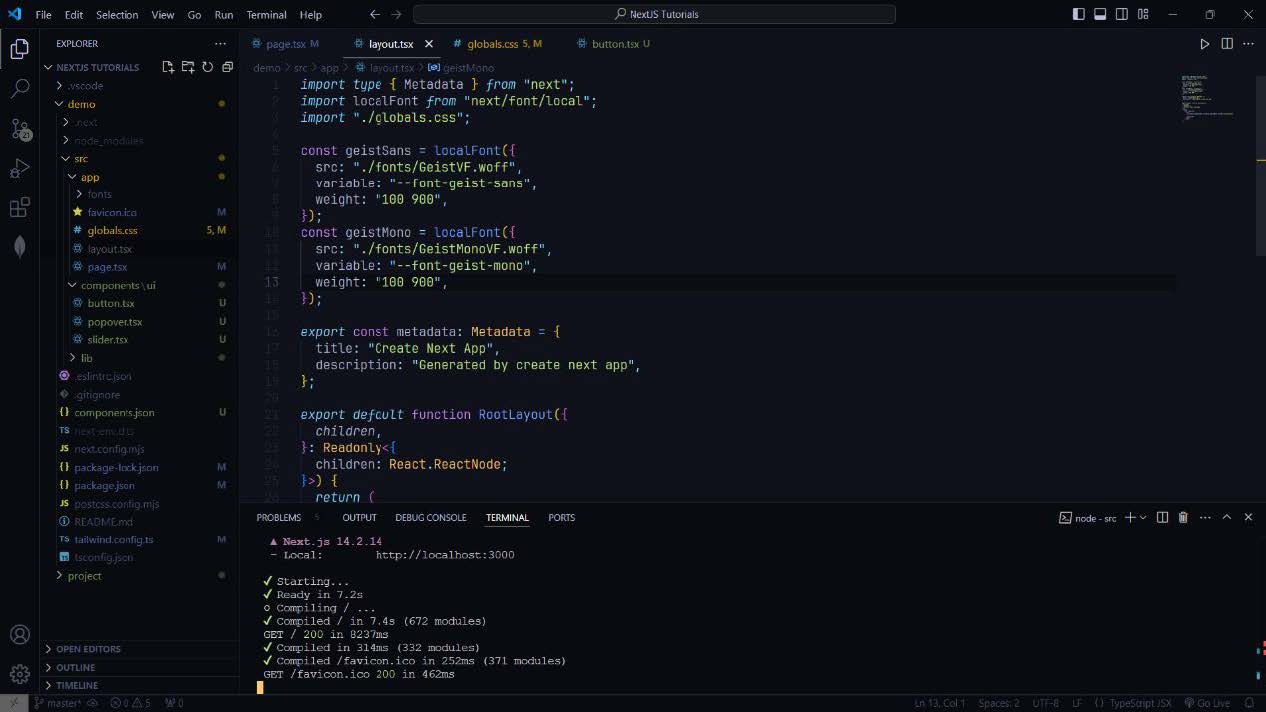 File Edit Selection View Go Run Terminal Help
NextJS Tutorials
EXPLORER
page.tsx M
layout.tsx
globals.css 5, M
button.tsx U
NEXTJS TUTORIALS
.vscode
demo
.next
node_modules
src
app
fonts
favicon.ico M
globals.css 5, M
layout.tsx
page.tsx M
components\ui
button.tsx U
popover.tsx U
slider.tsx U
lib
.eslintrc.json
.gitignore
components.json U
TS next-env.d.ts
JS next.config.mjs
package-lock.json M
package.json M
JS postcss.config.mjs
README.md
TS tailwind.config.ts
tsconfig.json
project
OPEN EDITORS
OUTLINE
TIMELINE
demo > src > app > layout.tsx > geistMono
1 import type { Metadata } from "next";
2 import localFont from "next/font/local";
3 import "./globals.css";
4
5 const geistSans = localFont({
6 src: "./fonts/GeistVF.woff",
7 variable: "--font-geist-sans",
8 weight: "100 900",
9 });
10 const geistMono = localFont({
11 src: "./fonts/GeistMonoVF.woff",
12 variable: "--font-geist-mono",
13 weight: "100 900",
14 });
15
16 export const metadata: Metadata = {
17 title: "Create Next App",
18 description: "Generated by create next app",
19 };
20
21 export default function RootLayout({
22 children,
23 }: Readonly<{
24 children: React.ReactNode;
25 }>) {
26 return (
PROBLEMS 5 OUTPUT DEBUG CONSOLE TERMINAL PORTS
node - src
▲ Next.js 14.2.14
- Local: http://localhost:3000
✓ Starting...
✓ Ready in 7.2s
○ Compiling / ...
✓ Compiled / in 7.4s (672 modules)
GET / 200 in 8237ms
✓ Compiled in 314ms (332 modules)
✓ Compiled /favicon.ico in 252ms (371 modules)
GET /favicon.ico 200 in 462ms
master* 0 5 0
Ln 13, Col 1 Spaces: 2 UTF-8 LF {} TypeScript JSX Go Live